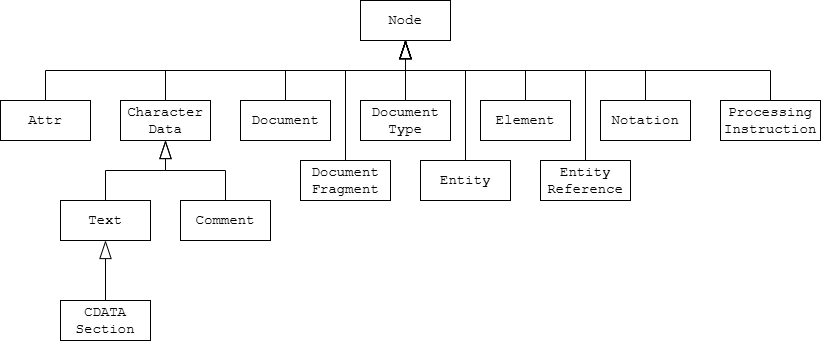 Node
Attr
Character
Data
Document
Document
Type
Element
Notation
Processing
Instruction
Document
Fragment
Entity
Entity
Reference
Text
Comment
CDATA
Section